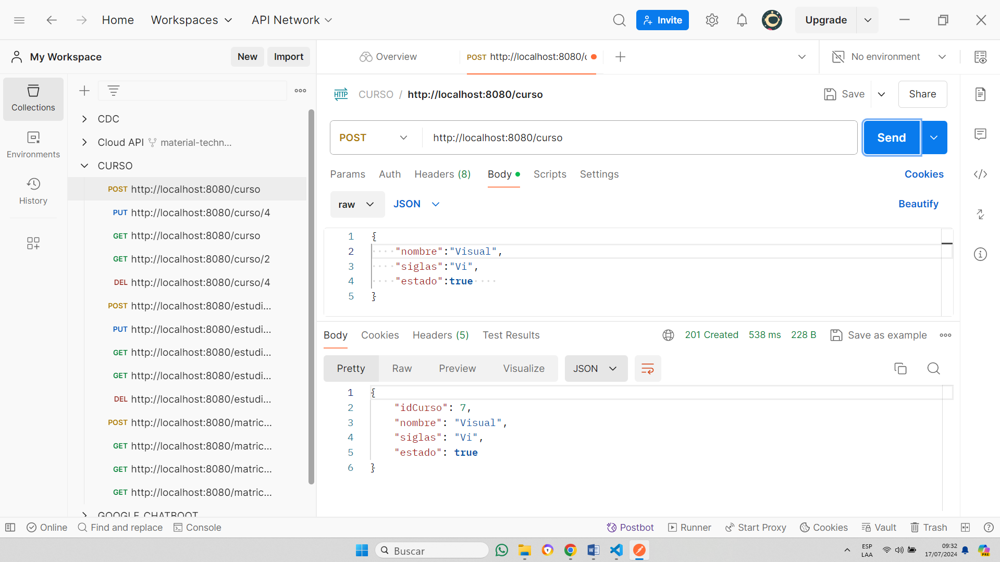 Home Workspaces API Network Invite Upgrade
My Workspace New Import
Overview POST http://localhost:8080/c No environment
Collections
Environments
History
CDC
Cloud API material-techn...
CURSO
POST http://localhost:8080/curso
PUT http://localhost:8080/curso/4
GET http://localhost:8080/curso
GET http://localhost:8080/curso/2
DEL http://localhost:8080/curso/4
POST http://localhost:8080/estudi...
PUT http://localhost:8080/estudi...
GET http://localhost:8080/estudi...
GET http://localhost:8080/estudi...
DEL http://localhost:8080/estudi...
POST http://localhost:8080/matric...
GET http://localhost:8080/matric...
GET http://localhost:8080/matric...
GET http://localhost:8080/matric...
GOOGLE CHATBOOT
HTTP CURSO / http://localhost:8080/curso Save Share
POST http://localhost:8080/curso Send
Params Auth Headers (8) Body Scripts Settings Cookies
raw JSON Beautify
1 {
2 "nombre":"Visual",
3 "siglas":"Vi",
4 "estado":true
5 }
Body Cookies Headers (5) Test Results 201 Created 538 ms 228 B Save as example
Pretty Raw Preview Visualize JSON
1 {
2 "idCurso": 7,
3 "nombre": "Visual",
4 "siglas": "Vi",
5 "estado": true
6 }
Online Find and replace Console Postbot Runner Start Proxy Cookies Vault Trash
Buscar
ESP
LAA
09:32
17/07/2024
PRE